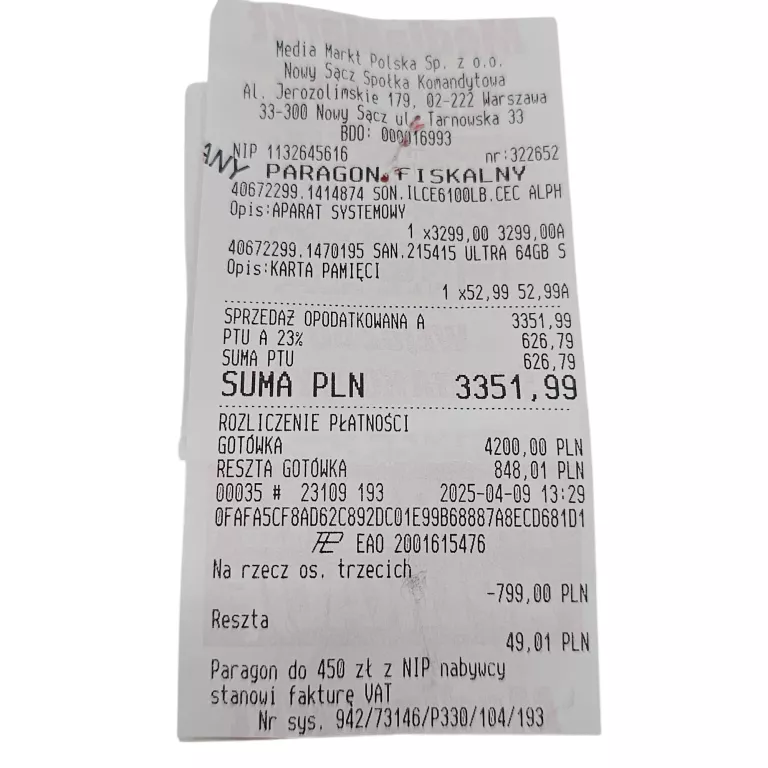 Media Markt Polska Sp. z o.o.
Nowy Sącz Spółka Komandytowa
Al. Jerozolimskie 179, 02-222 Warszawa
33-300 Nowy Sącz ul. Tarnowska 33
BDO: 000016993
NIP 1132645616 nr:322652
ANY PARAGON FISKALNY
40672299.1414874 SON.ILCE6100LB.CEC ALPH
Opis:APARAT SYSTEMOWY
1 x3299,00 3299,00A
40672299.1470195 SAN.215415 ULTRA 64GB S
Opis:KARTA PAMIĘCI
1 x52,99 52,99A
SPRZEDAŻ OPODATKOWANA A 3351,99
PTU A 23% 626,79
SUMA PTU 626,79
SUMA PLN 3351,99
ROZLICZENIE PŁATNOŚCI
GOTÓWKA 4200,00 PLN
RESZTA GOTÓWKA 848,01 PLN
00035 # 23109 193 2025-04-09 13:29
0FAFA5CF8AD62C892DC01E99B68887A8ECD681D1
EAO 2001615476
Na rzecz os. trzecich
-799,00 PLN
Reszta
49,01 PLN
Paragon do 450 zł z NIP nabywcy
stanowi fakturę VAT
Nr sys. 942/73146/P330/104/193